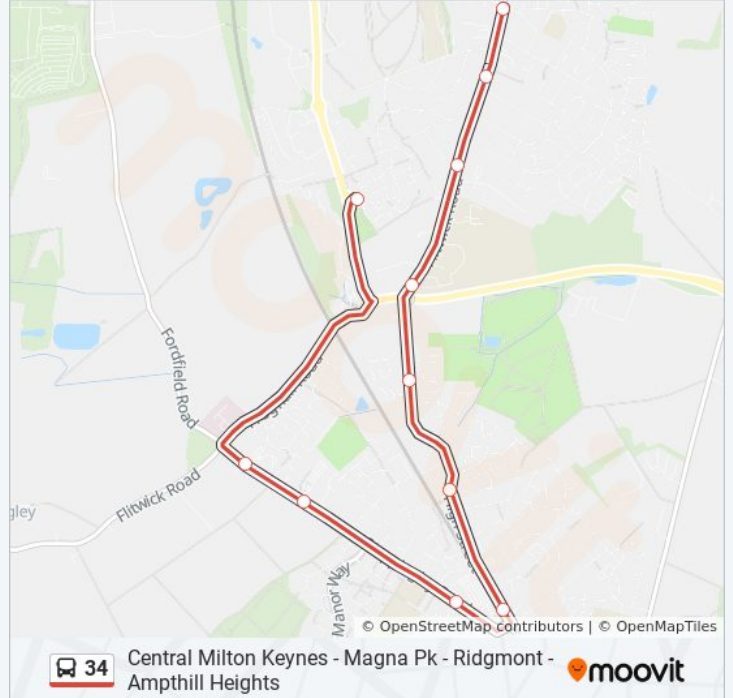 Fordfield Road
Flitwick Road
Manor Way
© OpenStreetMap contributors | © OpenMapTiles
34
Central Milton Keynes - Magna Pk - Ridgmont -
Ampthill Heights
moovit